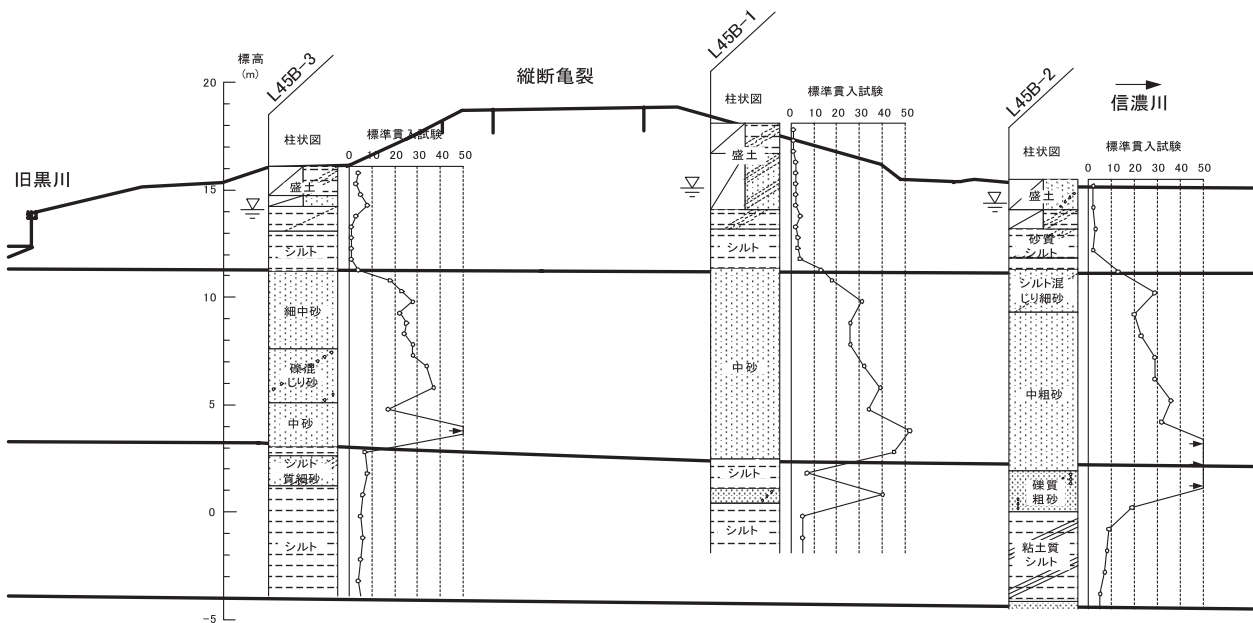 標高
(m)
20
15
10
5
0
-5
旧黒川
L45B-3
柱状図
標準貫入試験
0 10 20 30 40 50
盛土
シルト
細中砂
礫混
じり砂
中砂
シルト
質細砂
シルト
縦断亀裂
L45B-1
柱状図
標準貫入試験
0 10 20 30 40 50
盛土
シルト
中砂
シルト
シルト
L45B-2
信濃川
柱状図
標準貫入試験
0 10 20 30 40 50
盛土
砂質
シルト
シルト混
じり細砂
中粗砂
礫質
粗砂
粘土質
シルト